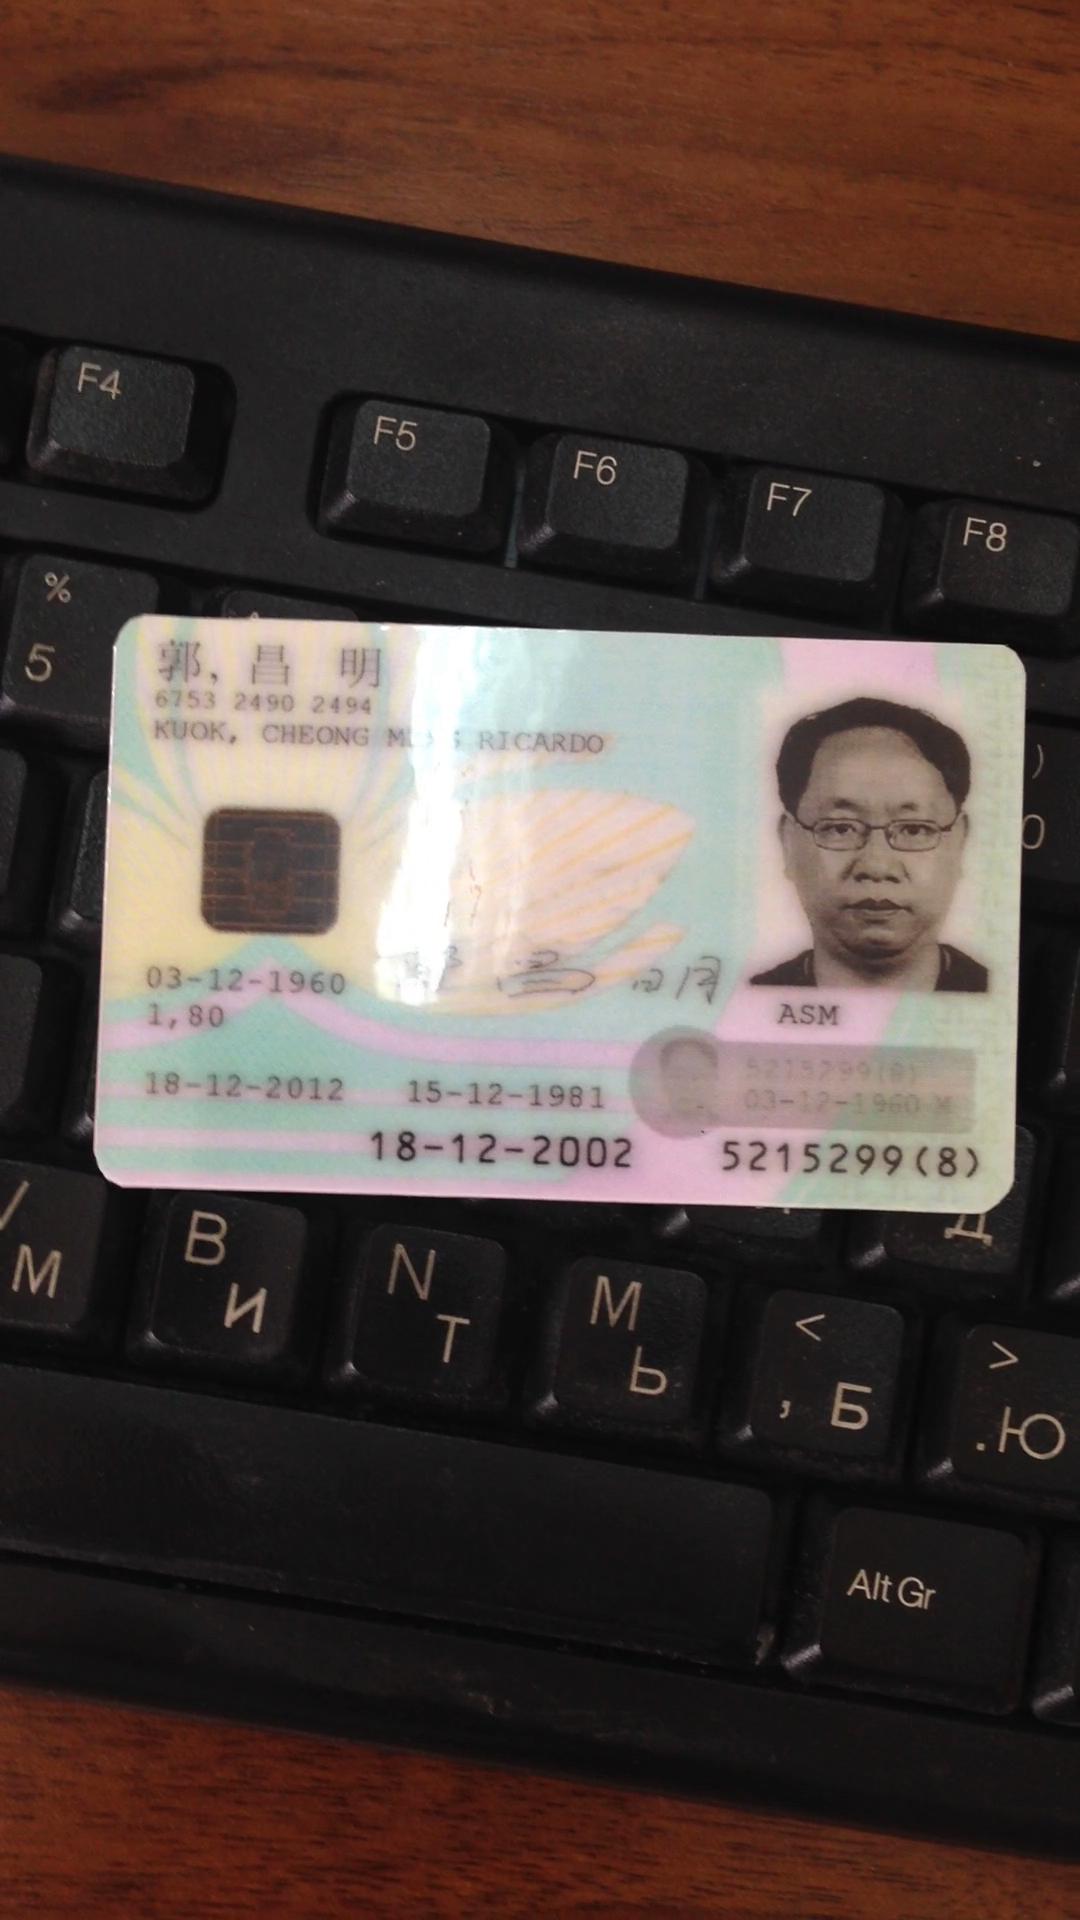 F4
F5
F6
F7
F8
%
5
)
0
郭, 昌 明
6753 2490 2494
KUOK, CHEONG RICARDO
03-12-1960
1,80
ASM
18-12-2012 15-12-1981
5215299(8)
03-12-1960 M
18-12-2002 5215299(8)
Д
М
B
И
N
Т
M
Ь
<
, Б
>
.Ю
Alt Gr